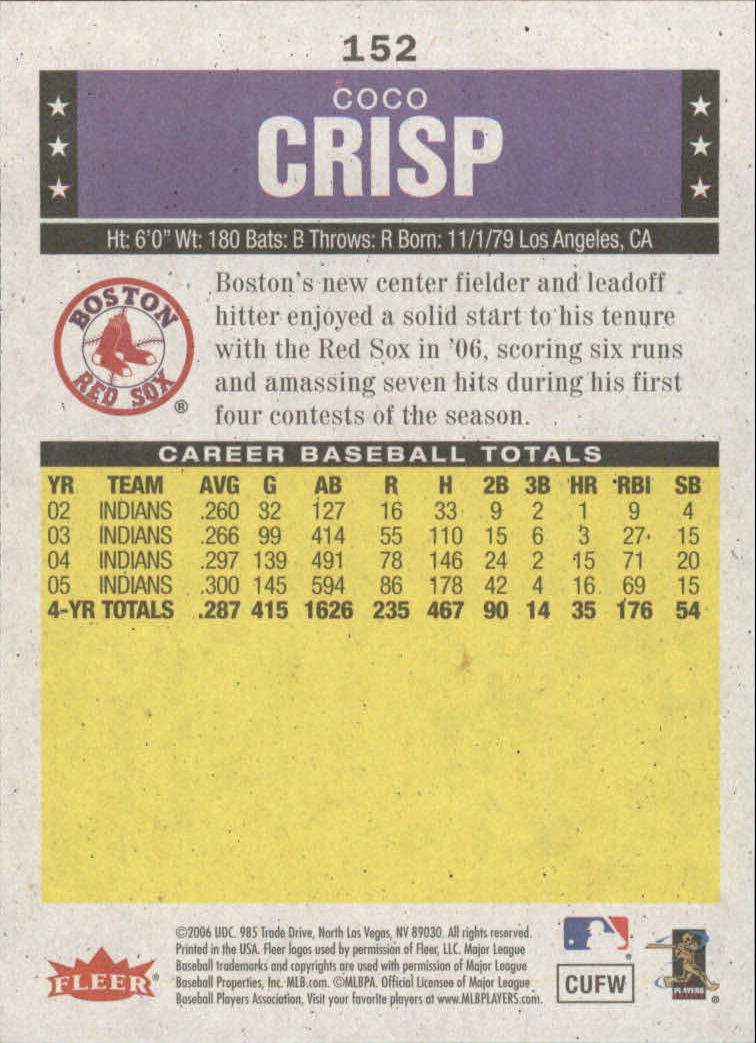 152
COCO
CRISP
Ht: 6'0" Wt: 180 Bats: B Throws: R Born: 11/1/79 Los Angeles, CA
BOSTON
RED SOX
®
Boston's new center fielder and leadoff
hitter enjoyed a solid start to his tenure
with the Red Sox in '06, scoring six runs
and amassing seven hits during his first
four contests of the season.
CAREER BASEBALL TOTALS
YR TEAM AVG G AB R H 2B 3B HR RBI SB
02 INDIANS .260 32 127 16 33 9 2 1 9 4
03 INDIANS .266 99 414 55 110 15 6 3 27 15
04 INDIANS .297 139 491 78 146 24 2 15 71 20
05 INDIANS .300 145 594 86 178 42 4 16 69 15
4-YR TOTALS .287 415 1626 235 467 90 14 35 176 54
FLEER®
©2006 UDC. 985 Trade Drive, North Las Vegas, NV 89030. All rights reserved.
Printed in the USA. Fleer logos used by permission of Fleer, LLC. Major League
Baseball trademarks and copyrights are used with permission of Major League
Baseball Properties, Inc. MLB.com. ©MLBPA. Official Licensee of Major League
Baseball Players Association, Visit your favorite players at www.MLBPLAYERS.com.
®
CUFW
PLAYERS
®